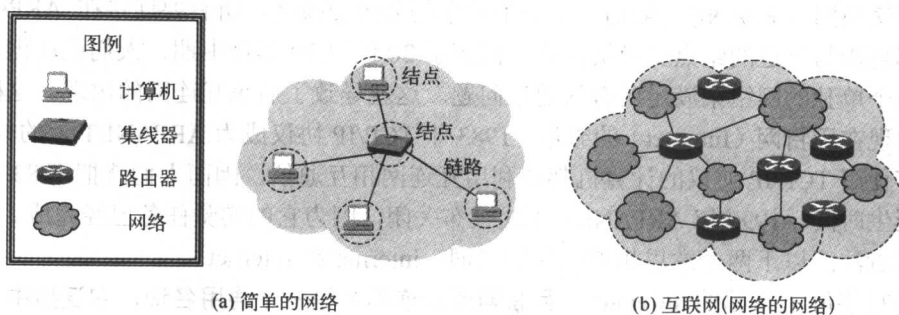 图例
计算机
集线器
路由器
网络
结点
结点
链路
(a) 简单的网络
(b) 互联网(网络的网络)